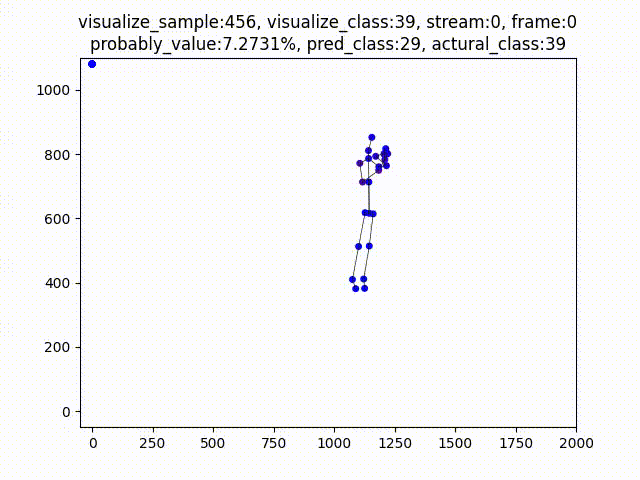 visualize_sample:456, visualize_class:39, stream:0, frame:0
probably_value:7.2731%, pred_class:29, actural_class:39
1000
800
600
400
200
0
0 250 500 750 1000 1250 1500 1750 2000